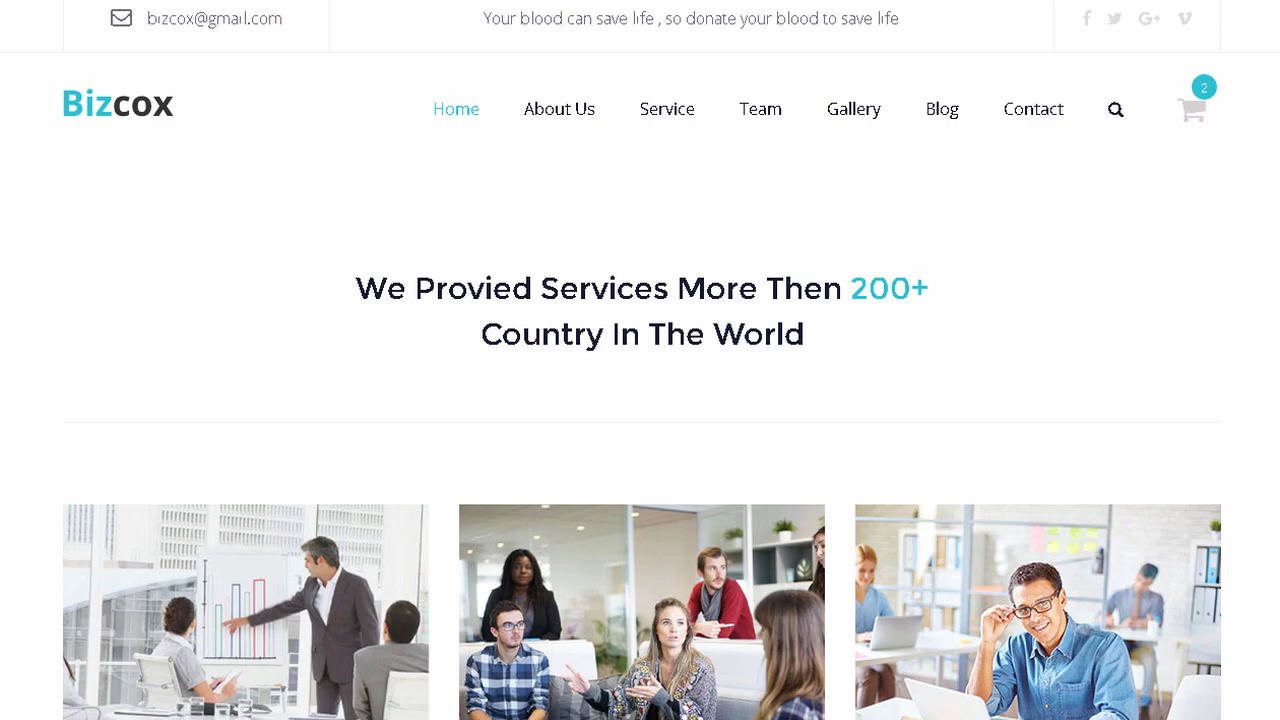 bizcox@gmail.com
Your blood can save life , so donate your blood to save life
Bizcox
Home
About Us
Service
Team
Gallery
Blog
Contact
2
We Provied Services More Then 200+
Country In The World